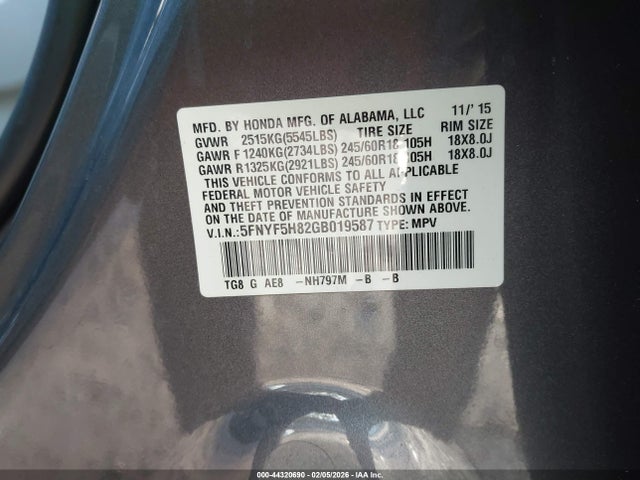 MFD. BY HONDA MFG. OF ALABAMA, LLC 11/'15
GVWR 2515KG(5545LBS) TIRE SIZE RIM SIZE
GAWR F 1240KG(2734LBS) 245/60R18 105H 18X8.0J
GAWR R1325KG(2921LBS) 245/60R18 105H 18X8.0J
THIS VEHICLE CONFORMS TO ALL APPLICABLE
FEDERAL MOTOR VEHICLE SAFETY
AND THEFT PREVENTION STANDARDS IN EFFECT
ON THE DATE OF MANUFACTURE SHOWN ABOVE.
V.I.N.: 5FNYF5H82GB019587 TYPE: MPV
TG8 G AE8 -NH797M -B -B
000-44320690 - 02/05/2026 - IAA Inc.